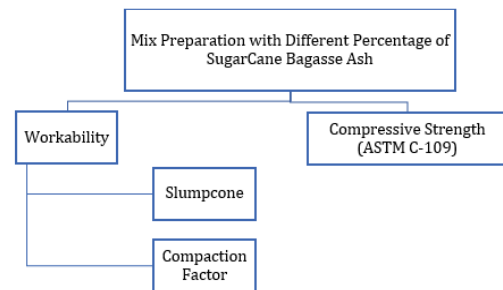 Mix Preparation with Different Percentage of
SugarCane Bagasse Ash
Workability
Compressive Strength
(ASTM C-109)
Slumpcone
Compaction
Factor